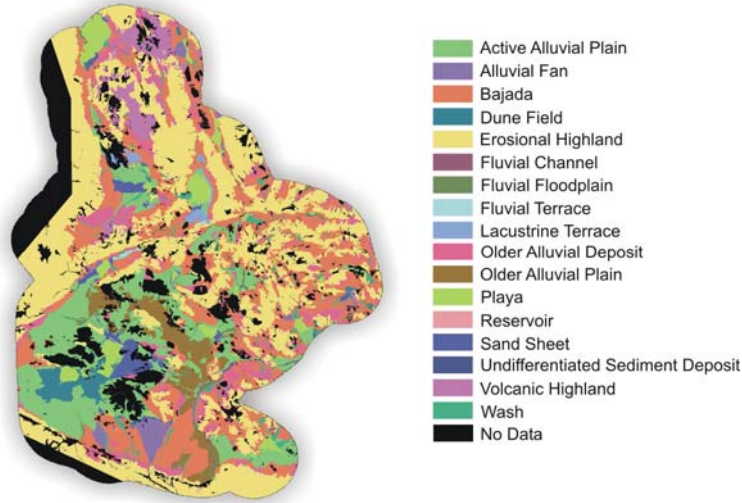 Active Alluvial Plain
Alluvial Fan
Bajada
Dune Field
Erosional Highland
Fluvial Channel
Fluvial Floodplain
Fluvial Terrace
Lacustrine Terrace
Older Alluvial Deposit
Older Alluvial Plain
Playa
Reservoir
Sand Sheet
Undifferentiated Sediment Deposit
Volcanic Highland
Wash
No Data